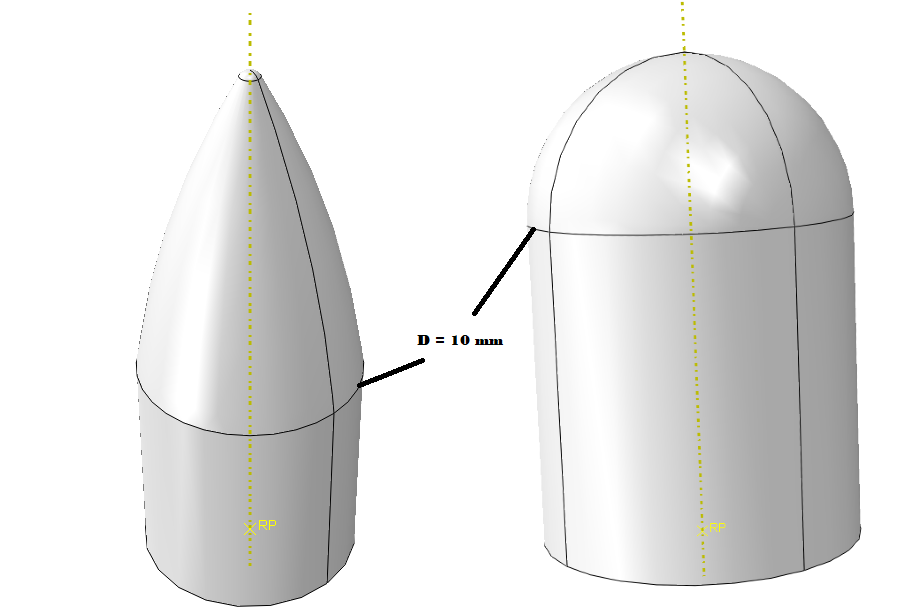 D = 10 mm
RP
RP